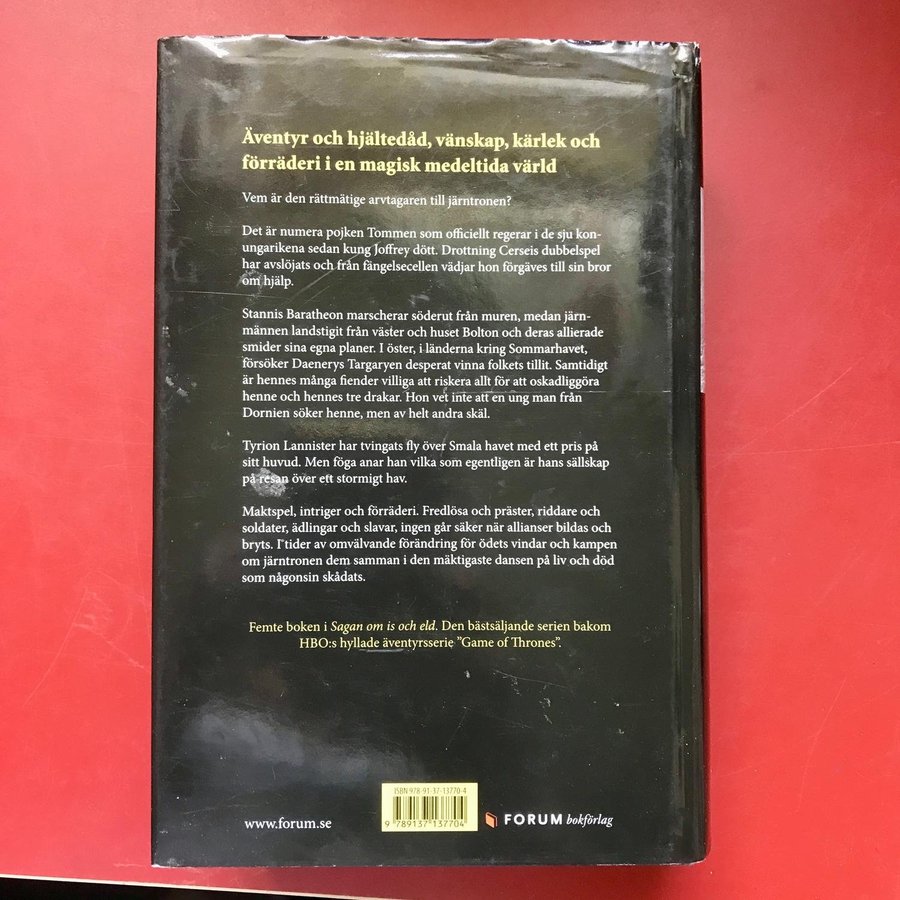 Äventyr och hjältedåd, vänskap, kärlek och
förräderi i en magisk medeltida värld
Vem är den rättmätige arvtagaren till järntronen?
Det är numera pojken Tommen som officiellt regerar i de sju kon-
ungarikena sedan kung Joffrey dött. Drottning Cerseis dubbelspel
har avslöjats och från fängelsecellen vädjar hon förgäves till sin bror
om hjälp.
Stannis Baratheon marscherar söderut från muren, medan järn-
männen landstigit från väster och huset Bolton och deras allierade
smider sina egna planer. I öster, i länderna kring Sommarhavet,
försöker Daenerys Targaryen desperat vinna folkets tillit. Samtidigt
är hennes många fiender villiga att riskera allt för att oskadliggöra
henne och hennes tre drakar. Hon vet inte att en ung man från
Dornien söker henne, men av helt andra skäl.
Tyrion Lannister har tvingats fly över Smala havet med ett pris på
sitt huvud. Men föga anar han vilka som egentligen är hans sällskap
på resan över ett stormigt hav.
Maktspel, intriger och förräderi. Fredlösa och präster, riddare och
soldater, ädlingar och slavar, ingen går säker när allianser bildas och
bryts. I tider av omvälvande förändring för ödets vindar och kampen
om järntronen dem samman i den mäktigaste dansen på liv och död
som någonsin skådats.
Femte boken i Sagan om is och eld. Den bästsäljande serien bakom
HBO:s hyllade äventyrsserie ”Game of Thrones”.
ISBN 978-91-37-13770-4
9 789137 137704
www.forum.se
FORUM bokförlag